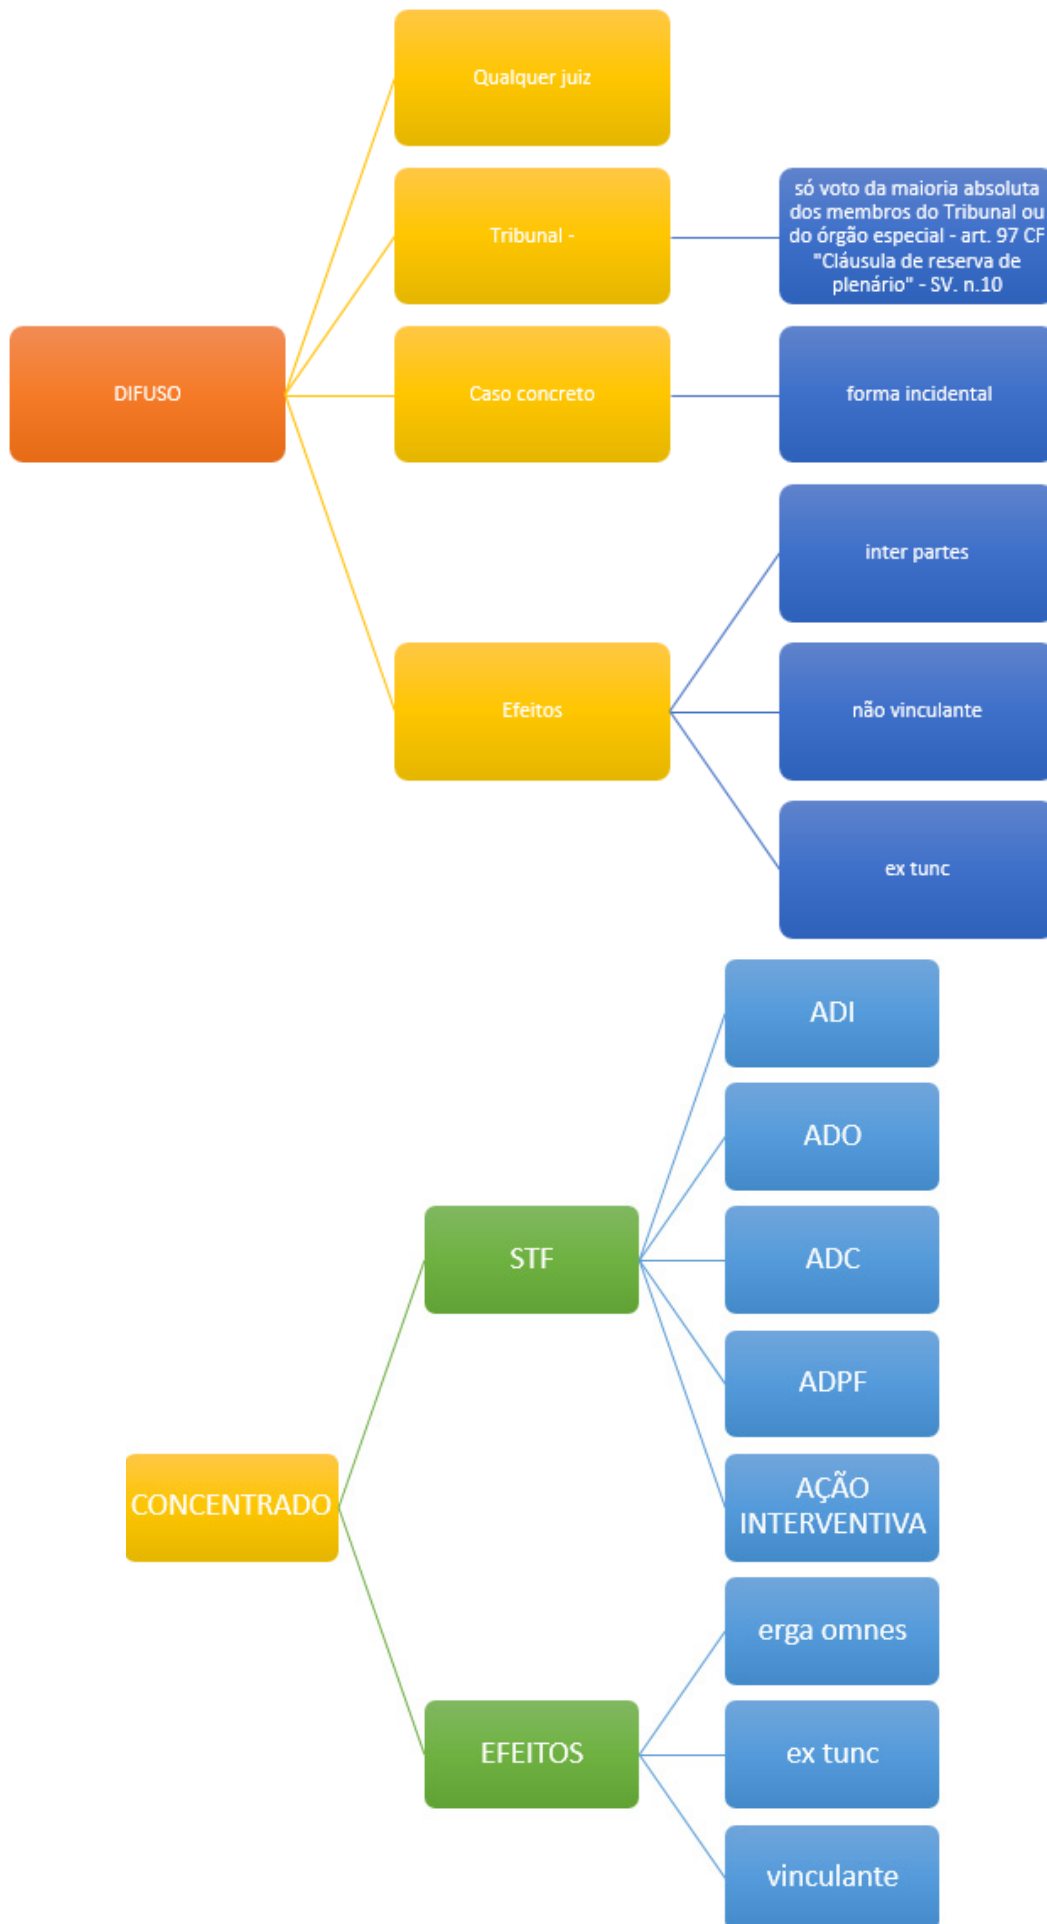 Qualquer juiz
Tribunal -
só voto da maioria absoluta
dos membros do Tribunal ou
do órgão especial - art. 97 CF
"Cláusula de reserva de
plenário" - SV. n.10
DIFUSO
Caso concreto
forma incidental
inter partes
Efeitos
não vinculante
ex tunc
ADI
ADO
STF
ADC
ADPF
CONCENTRADO
AÇÃO
INTERVENTIVA
erga omnes
EFEITOS
ex tunc
vinculante